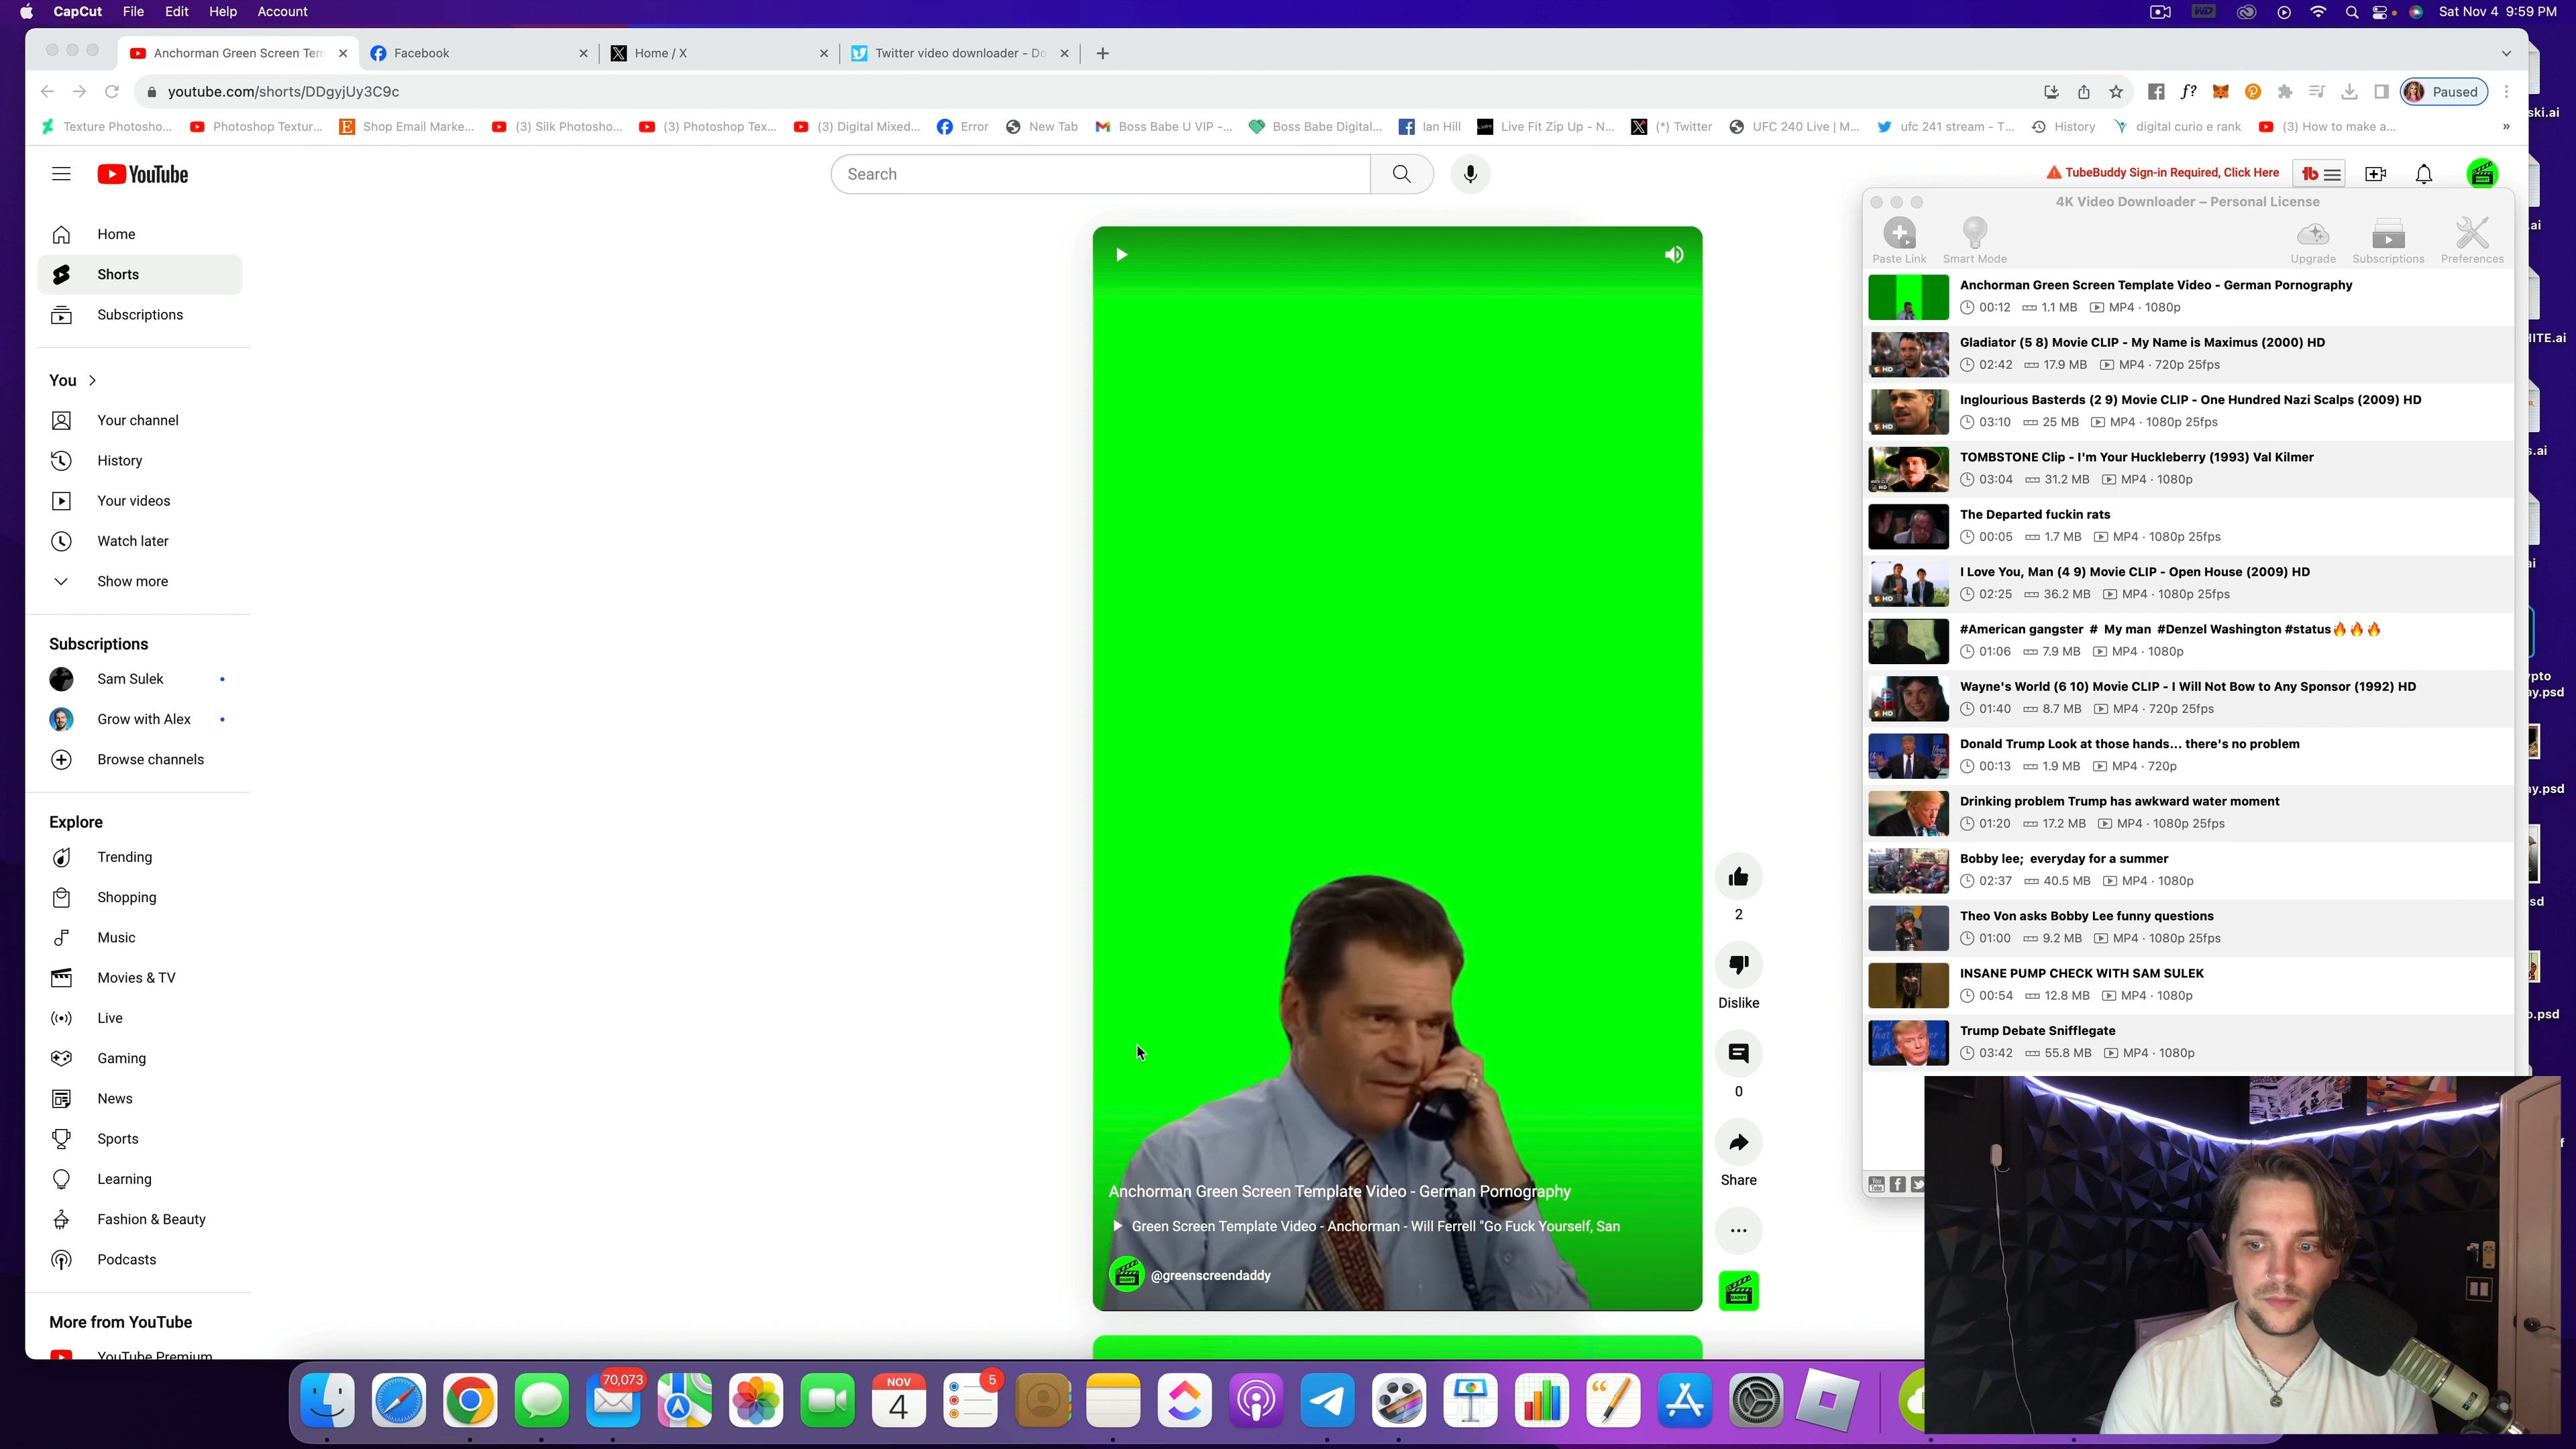 CapCut File Edit Help Account
Sat Nov 4 9:59 PM
Anchorman Green Screen Tem
Facebook
Home / X
Twitter video downloader - Do
youtube.com/shorts/DDgyjUy3C9c
Paused
Texture Photosho...
Photoshop Textur...
Shop Email Marke...
(3) Silk Photosho...
(3) Photoshop Tex...
(3) Digital Mixed...
Error
New Tab
Boss Babe U VIP -...
Boss Babe Digital...
Ian Hill
Live Fit Zip Up - N...
(*) Twitter
UFC 240 Live | M...
ufc 241 stream - T...
History
digital curio e rank
(3) How to make a...
»
YouTube
Search
TubeBuddy Sign-in Required, Click Here
tb
Home
Shorts
Subscriptions
You
Your channel
History
Your videos
Watch later
Show more
Subscriptions
Sam Sulek
Grow with Alex
Browse channels
Explore
Trending
Shopping
Music
Movies & TV
Live
Gaming
News
Sports
Learning
Fashion & Beauty
Podcasts
More from YouTube
YouTube Premium
Anchorman Green Screen Template Video - German Pornography
Green Screen Template Video - Anchorman - Will Ferrell "Go Fuck Yourself, San
@greenscreendaddy
2
Dislike
0
Share
4K Video Downloader – Personal License
Paste Link
Smart Mode
Upgrade
Subscriptions
Preferences
Anchorman Green Screen Template Video - German Pornography
00:12 1.1 MB MP4 · 1080p
Gladiator (5 8) Movie CLIP - My Name is Maximus (2000) HD
02:42 17.9 MB MP4 · 720p 25fps
Inglourious Basterds (2 9) Movie CLIP - One Hundred Nazi Scalps (2009) HD
03:10 25 MB MP4 · 1080p 25fps
TOMBSTONE Clip - I'm Your Huckleberry (1993) Val Kilmer
03:04 31.2 MB MP4 · 1080p
The Departed fuckin rats
00:05 1.7 MB MP4 · 1080p 25fps
I Love You, Man (4 9) Movie CLIP - Open House (2009) HD
02:25 36.2 MB MP4 · 1080p 25fps
#American gangster # My man #Denzel Washington #status🔥🔥🔥
01:06 7.9 MB MP4 · 1080p
Wayne's World (6 10) Movie CLIP - I Will Not Bow to Any Sponsor (1992) HD
01:40 8.7 MB MP4 · 720p 25fps
Donald Trump Look at those hands... there's no problem
00:13 1.9 MB MP4 · 720p
Drinking problem Trump has awkward water moment
01:20 17.2 MB MP4 · 1080p 25fps
Bobby lee; everyday for a summer
02:37 40.5 MB MP4 · 1080p
Theo Von asks Bobby Lee funny questions
01:00 9.2 MB MP4 · 1080p 25fps
INSANE PUMP CHECK WITH SAM SULEK
00:54 12.8 MB MP4 · 1080p
Trump Debate Snifflegate
03:42 55.8 MB MP4 · 1080p
ski.ai
.ai
HITE.ai
s.ai
ai
ypto
ay.psd
ay.psd
sd
o.psd
f
70,073
NOV
4
5